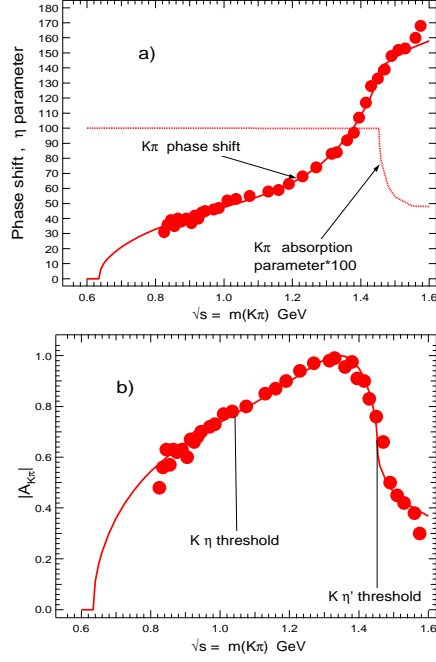 Phase shift , η parameter
180
170
160
150
140
130
120
110
100
90
80
70
60
50
40
30
20
10
0
a)
Kπ phase shift
Kπ absorption
parameter*100
0.6 0.8 1.0 1.2 1.4 1.6
√s = m(Kπ) GeV
|A_Kπ|
1.0
0.8
0.6
0.4
0.2
0.0
b)
K η threshold
K η' threshold
0.6 0.8 1.0 1.2 1.4 1.6
√s = m(Kπ) GeV